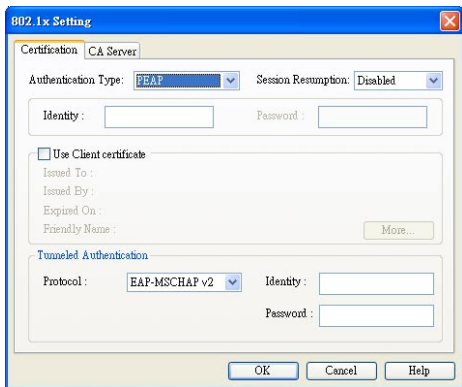 802.1x Setting
Certification CA Server
Authentication Type: PEAP Session Resumption: Disabled
Identity : Password :
Use Client certificate
Issued To :
Issued By :
Expired On :
Friendly Name :
More...
Tunneled Authentication
Protocol : EAP-MSCHAP v2 Identity :
Password :
OK Cancel Help